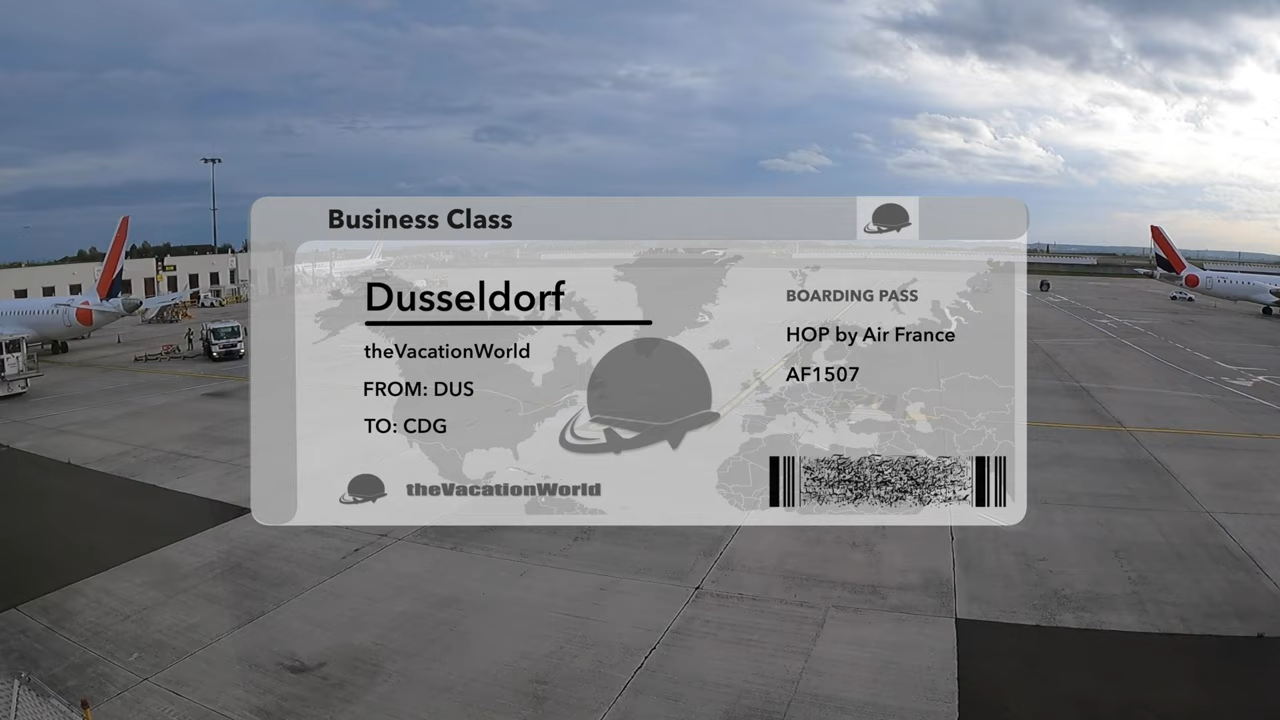 Business Class
Dusseldorf
theVacationWorld
FROM: DUS
TO: CDG
theVacationWorld
BOARDING PASS
HOP by Air France
AF1507